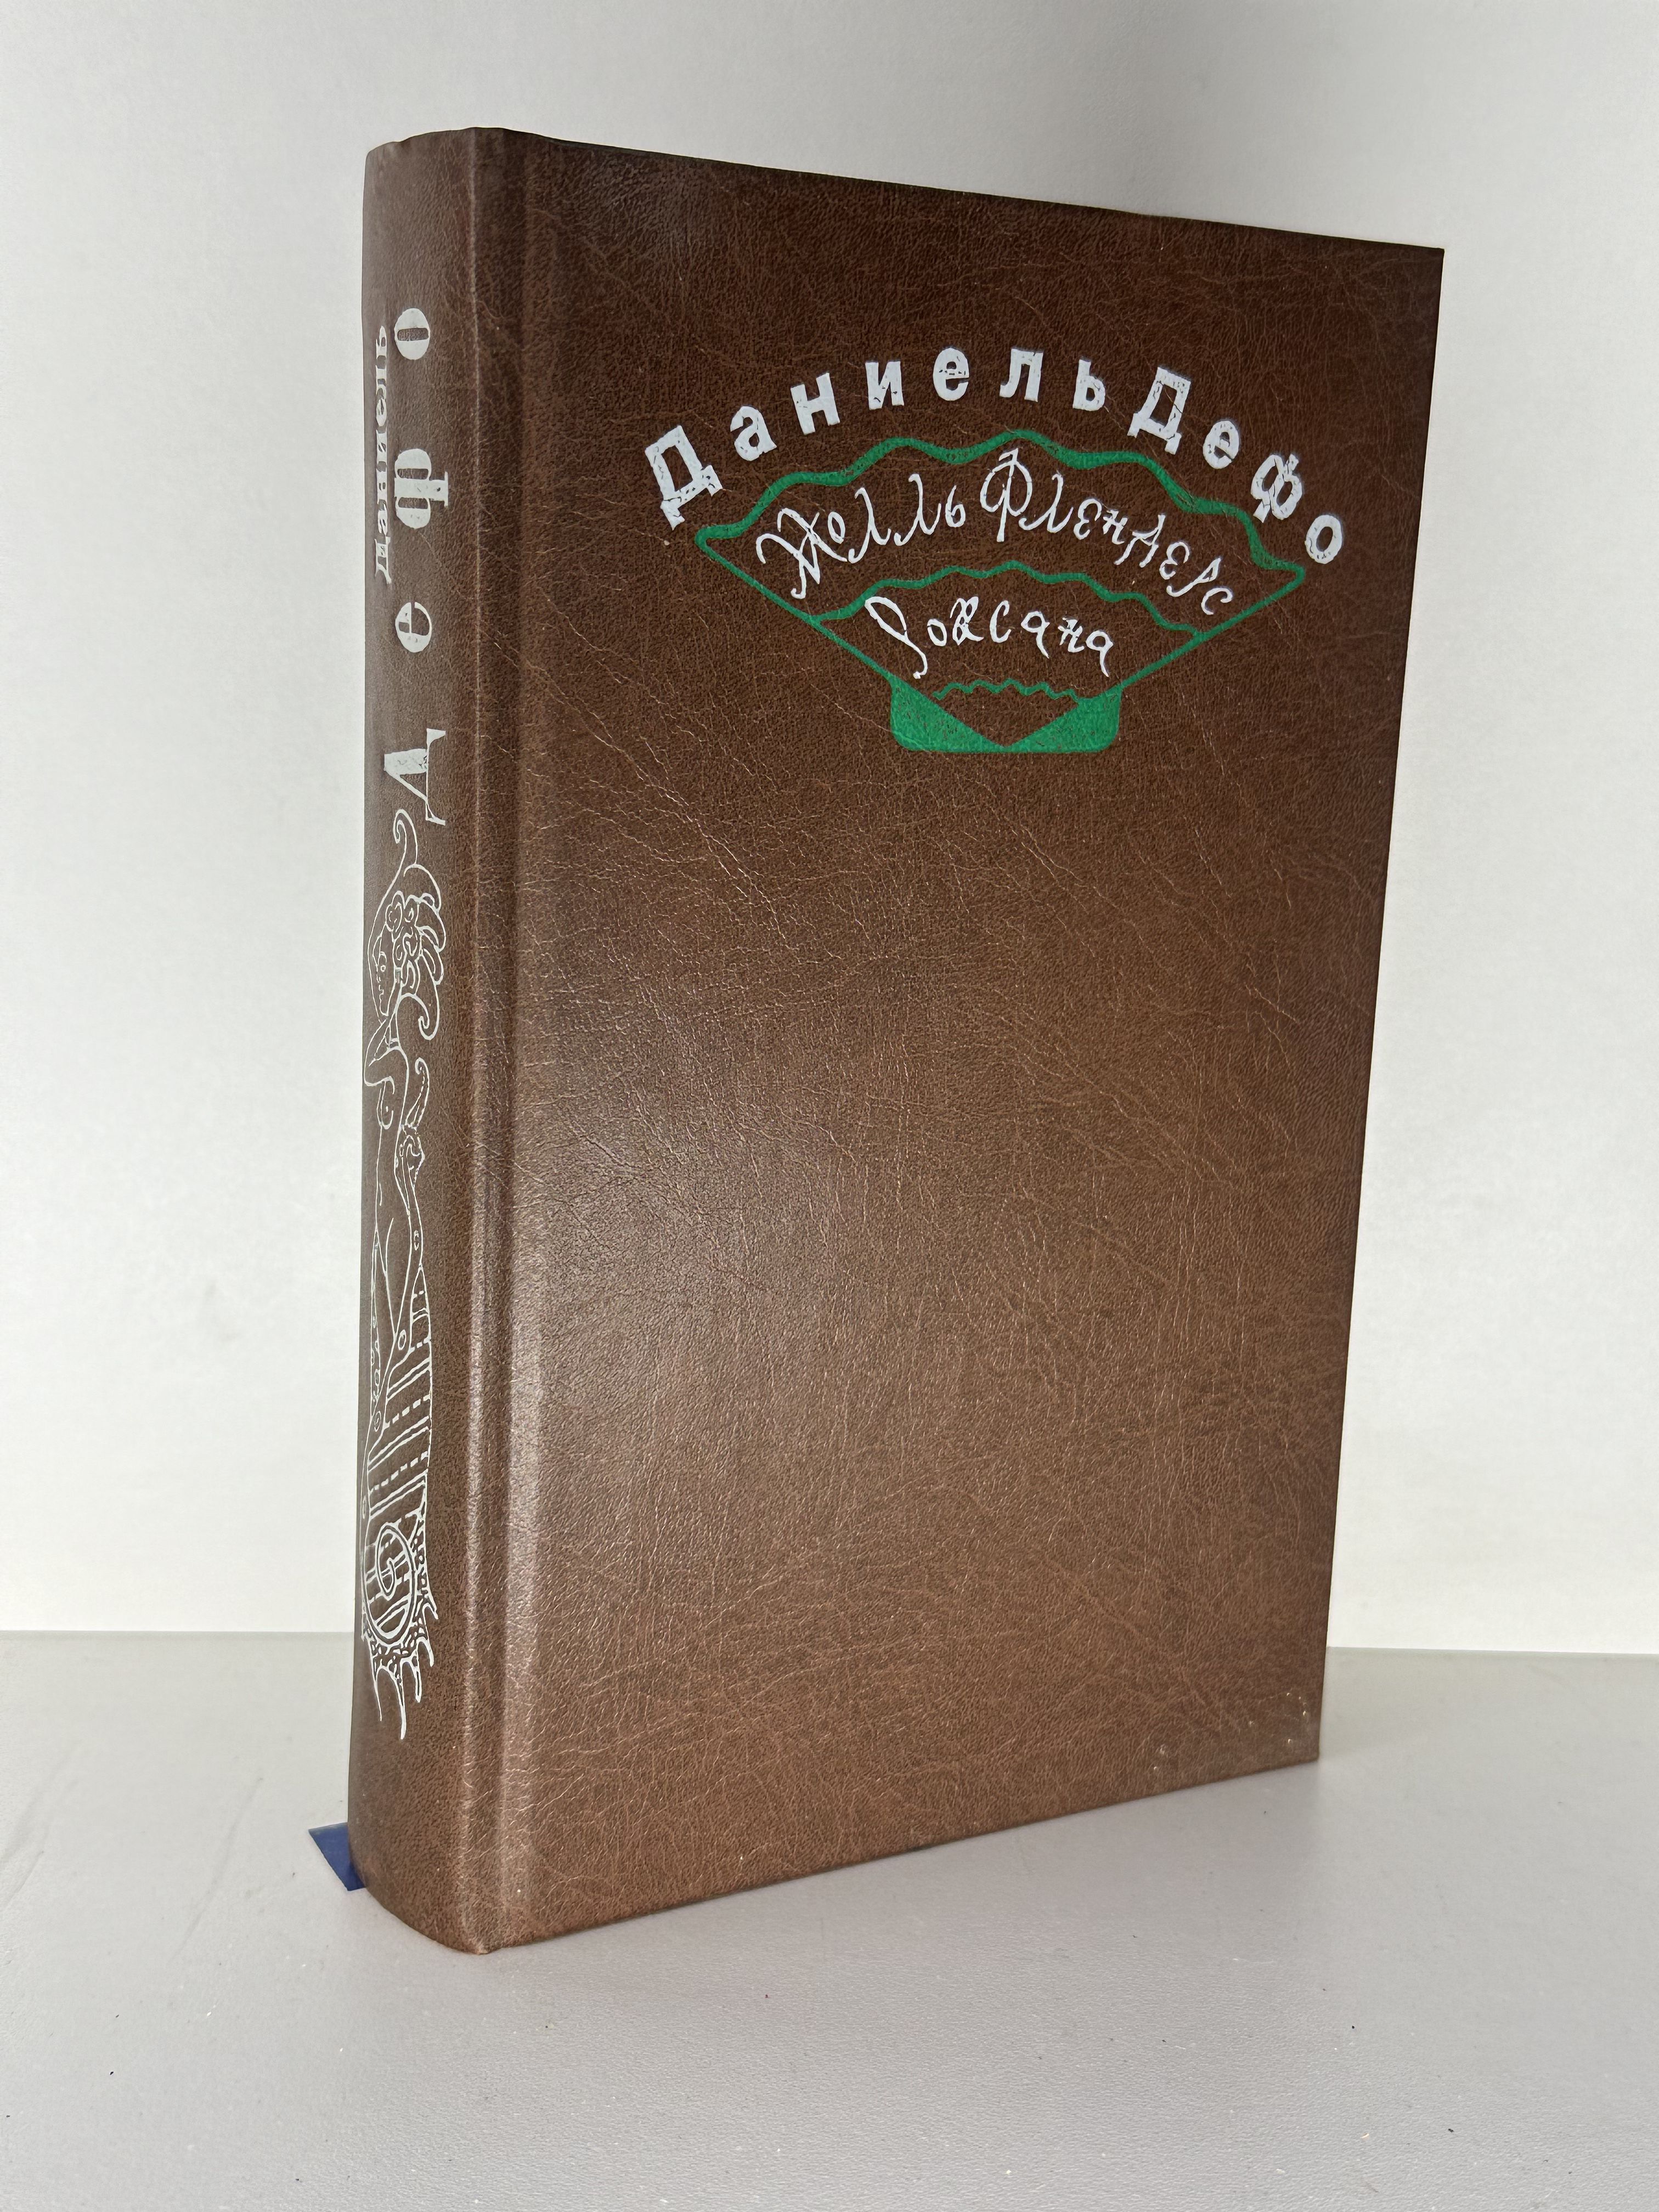 Даниель Дефо
Молль Флендерс
Роксана
Даниель
Дефо